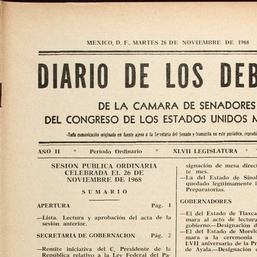 MEXICO, D. F., MARTES 26 DE NOVIEMBRE DE 1968
DIARIO DE LOS DEB
DE LA CAMARA DE SENADORES
DEL CONGRESO DE LOS ESTADOS UNIDOS M
AÑO II Período Ordinario XLVII LEGISLATURA
SESION PUBLICA ORDINARIA
CELEBRADA EL 26 DE
NOVIEMBRE DE 1968
SUMARIO
APERTURA Pág. 1
—Lista. Lectura y aprobación del acta de la
sesión anterior.
SECRETARIA DE GOBERNACION Pág. 2
—Remite iniciativa del C. Presidente de
la República relativa a la Ley Federal del Pa-
signación de mesa direc
te mes.
—La del Estado de Sinal
quedado legítimamente i
Preparatorias.
GOBERNADORES
—El del Estado de Tlaxca
mara al acto de lectura
gobierno.—Designación d
—El del Estado de Morelo
mara a la ceremonia
LVII aniversario de la Pr
de Ayala.—Designación